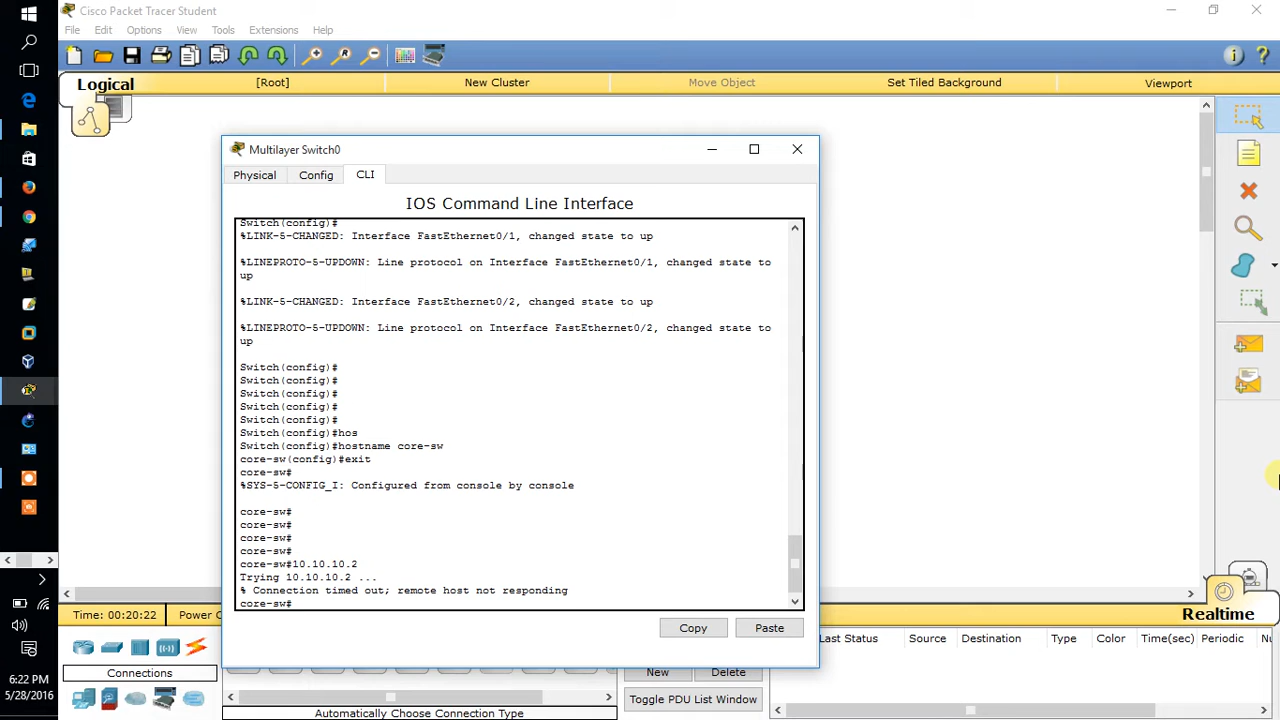 Cisco Packet Tracer Student
File Edit Options View Tools Extensions Help
Logical [Root] New Cluster Move Object Set Tiled Background Viewport
Multilayer Switch0
Physical Config CLI
IOS Command Line Interface
Switch(config)#
%LINK-5-CHANGED: Interface FastEthernet0/1, changed state to up
%LINEPROTO-5-UPDOWN: Line protocol on Interface FastEthernet0/1, changed state to
up
%LINK-5-CHANGED: Interface FastEthernet0/2, changed state to up
%LINEPROTO-5-UPDOWN: Line protocol on Interface FastEthernet0/2, changed state to
up
Switch(config)#
Switch(config)#
Switch(config)#
Switch(config)#
Switch(config)#
Switch(config)#hos
Switch(config)#hostname core-sw
core-sw(config)#exit
core-sw#
%SYS-5-CONFIG_I: Configured from console by console
core-sw#
core-sw#
core-sw#
core-sw#
core-sw#10.10.10.2
Trying 10.10.10.2 ...
% Connection timed out; remote host not responding
core-sw#
Copy Paste
Time: 00:20:22 Power C
Realtime
Last Status Source Destination Type Color Time(sec) Periodic Nu
Connections
New Delete
Toggle PDU List Window
Automatically Choose Connection Type
6:22 PM
5/28/2016